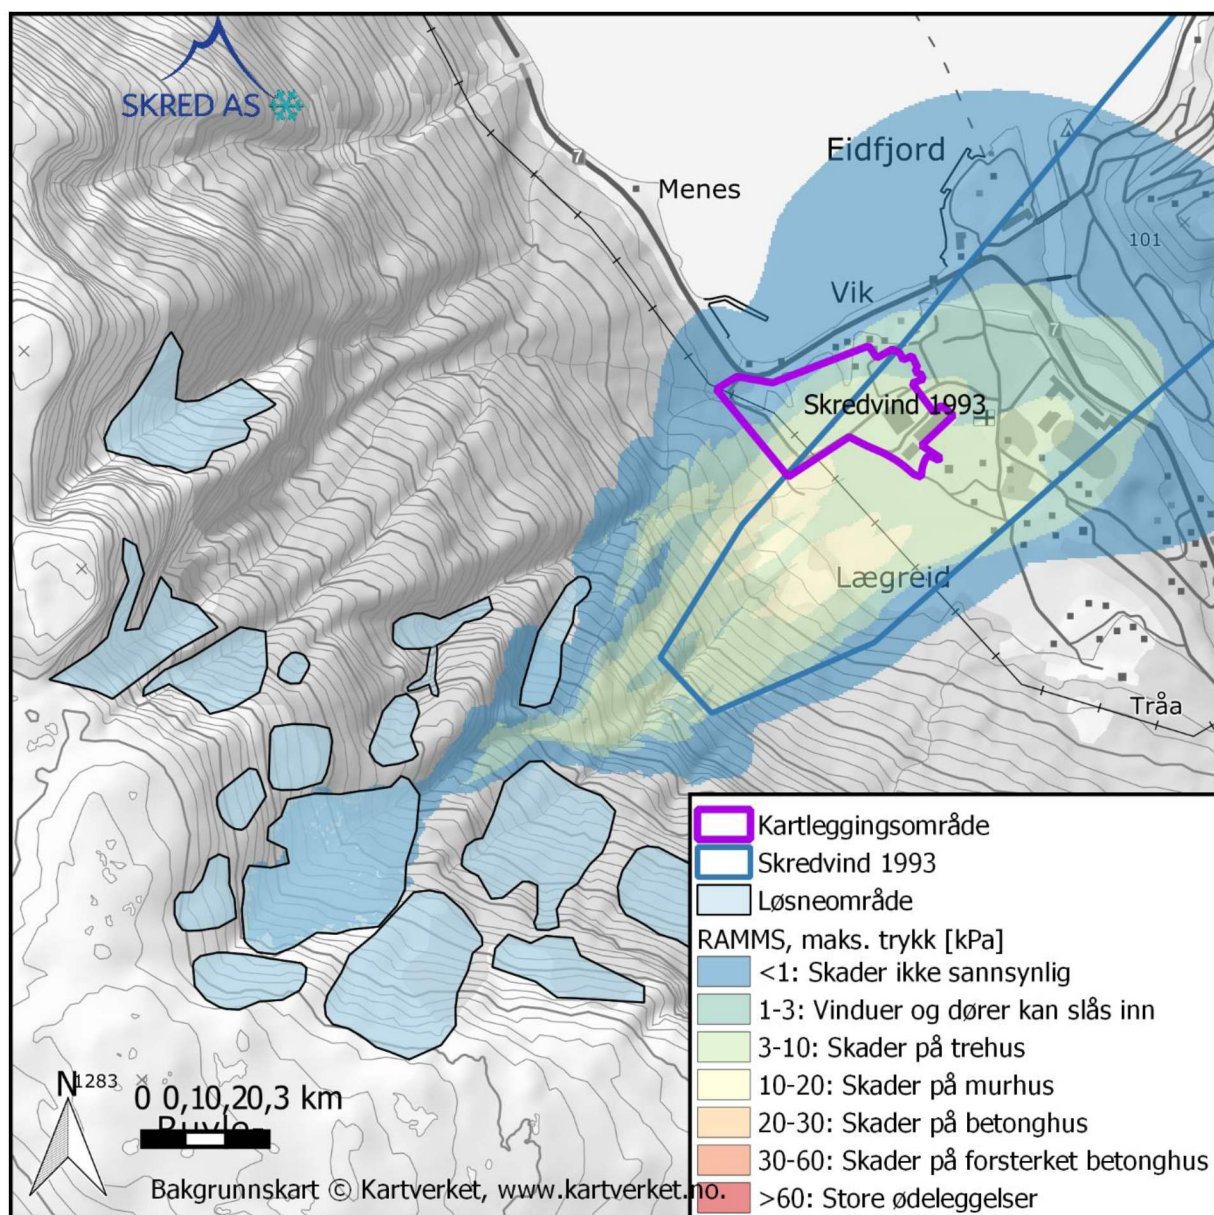 SKRED AS
7
Menes
Eidfjord
101
Vik
7
Skredvind 1993
Lægreid
Tråa
Kartleggingsområde
Skredvind 1993
Løsneområde
RAMMS, maks. trykk [kPa]
<1: Skader ikke sannsynlig
1-3: Vinduer og dører kan slås inn
3-10: Skader på trehus
10-20: Skader på murhus
20-30: Skader på betonghus
30-60: Skader på forsterket betonghus
>60: Store ødeleggelser
N
1283
0 0,10,20,3 km
Bakgrunnskart © Kartverket, www.kartverket.no.